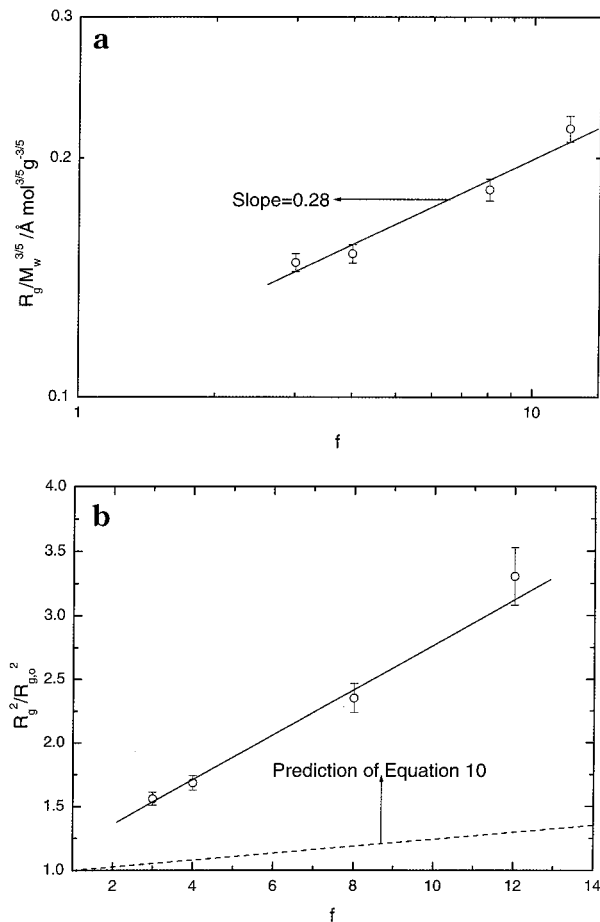 a
0.3
0.2
0.1
R_g/M_w^{3/5} /Å mol^{3/5}g^{-3/5}
Slope=0.28
1
10
f
b
4.0
3.5
3.0
2.5
2.0
1.5
1.0
R_g^2/R_{g,o}^2
Prediction of Equation 10
2
4
6
8
10
12
14
f